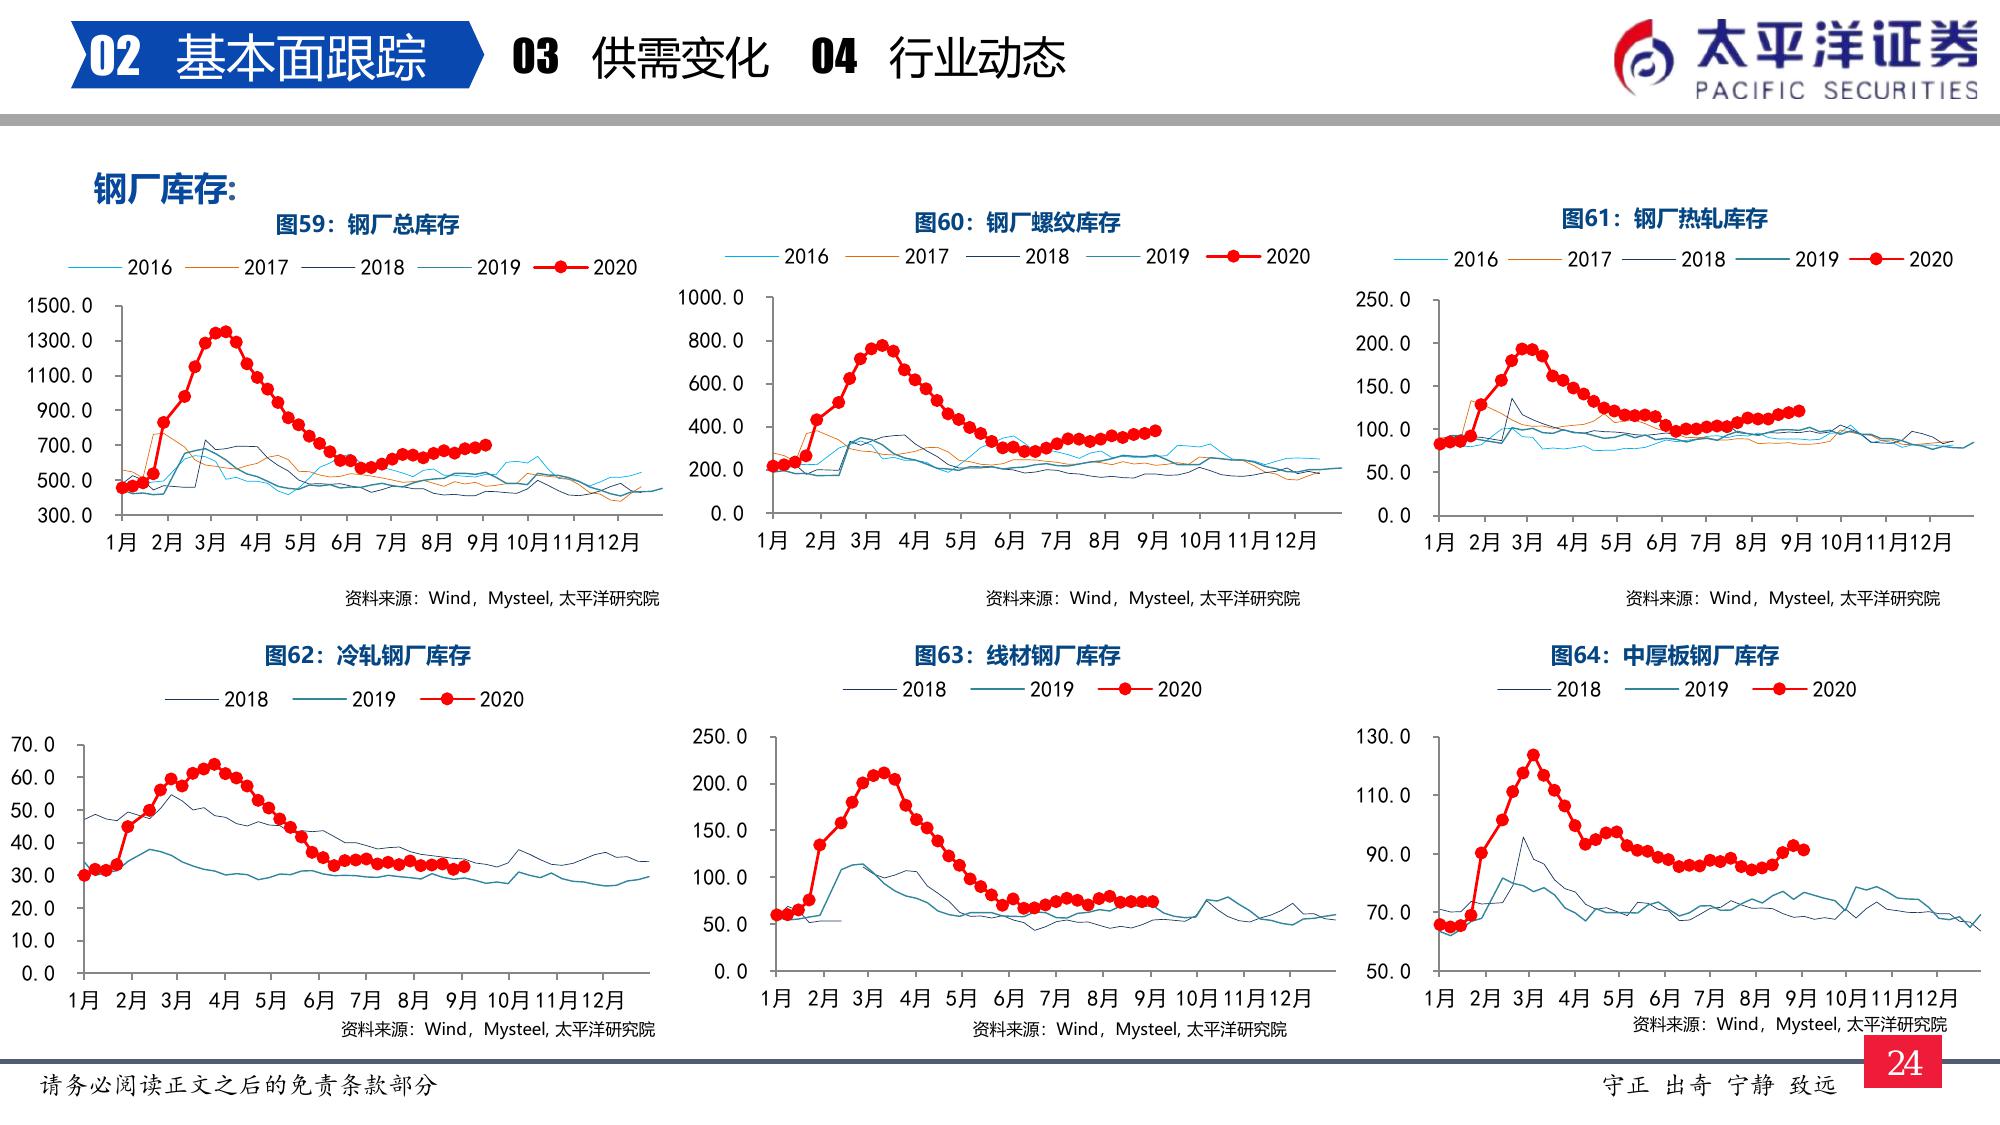 02 基本面跟踪 03 供需变化 04 行业动态
太平洋证券
PACIFIC SECURITIES
钢厂库存:
图59：钢厂总库存
2016 2017 2018 2019 2020
1500.0
1300.0
1100.0
900.0
700.0
500.0
300.0
1月 2月 3月 4月 5月 6月 7月 8月 9月 10月 11月 12月
资料来源：Wind，Mysteel, 太平洋研究院
图60：钢厂螺纹库存
2016 2017 2018 2019 2020
1000.0
800.0
600.0
400.0
200.0
0.0
1月 2月 3月 4月 5月 6月 7月 8月 9月 10月 11月 12月
资料来源：Wind，Mysteel, 太平洋研究院
图61：钢厂热轧库存
2016 2017 2018 2019 2020
250.0
200.0
150.0
100.0
50.0
0.0
1月 2月 3月 4月 5月 6月 7月 8月 9月 10月 11月 12月
资料来源：Wind，Mysteel, 太平洋研究院
图62：冷轧钢厂库存
2018 2019 2020
70.0
60.0
50.0
40.0
30.0
20.0
10.0
0.0
1月 2月 3月 4月 5月 6月 7月 8月 9月 10月 11月 12月
资料来源：Wind，Mysteel, 太平洋研究院
图63：线材钢厂库存
2018 2019 2020
250.0
200.0
150.0
100.0
50.0
0.0
1月 2月 3月 4月 5月 6月 7月 8月 9月 10月 11月 12月
资料来源：Wind，Mysteel, 太平洋研究院
图64：中厚板钢厂库存
2018 2019 2020
130.0
110.0
90.0
70.0
50.0
1月 2月 3月 4月 5月 6月 7月 8月 9月 10月 11月 12月
资料来源：Wind，Mysteel, 太平洋研究院
请务必阅读正文之后的免责条款部分
守正 出奇 宁静 致远
24